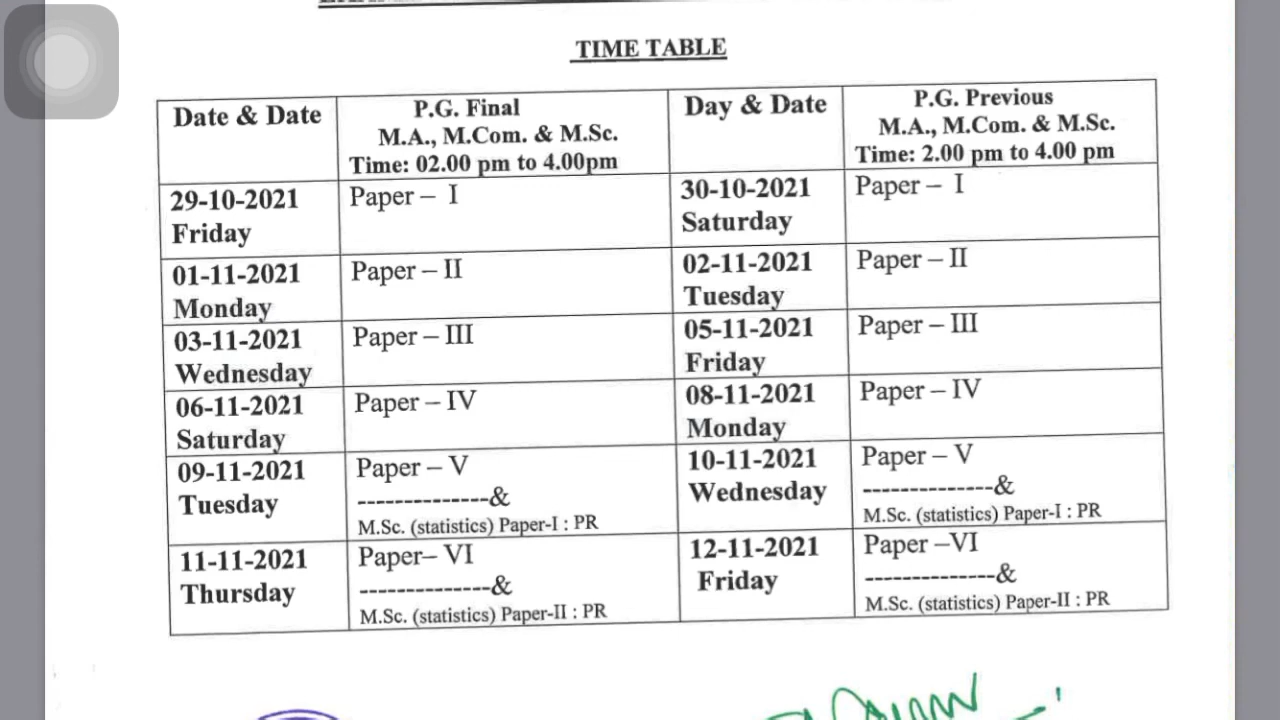 TIME TABLE
Date & Date
P.G. Final
M.A., M.Com. & M.Sc.
Time: 02.00 pm to 4.00pm
Day & Date
P.G. Previous
M.A., M.Com. & M.Sc.
Time: 2.00 pm to 4.00 pm
29-10-2021
Friday
Paper – I
30-10-2021
Saturday
Paper – I
01-11-2021
Monday
Paper – II
02-11-2021
Tuesday
Paper – II
03-11-2021
Wednesday
Paper – III
05-11-2021
Friday
Paper – III
06-11-2021
Saturday
Paper – IV
08-11-2021
Monday
Paper – IV
09-11-2021
Tuesday
Paper – V
--------------&
M.Sc. (statistics) Paper-I : PR
10-11-2021
Wednesday
Paper – V
--------------&
M.Sc. (statistics) Paper-I : PR
11-11-2021
Thursday
Paper– VI
--------------&
M.Sc. (statistics) Paper-II : PR
12-11-2021
Friday
Paper –VI
--------------&
M.Sc. (statistics) Paper-II : PR